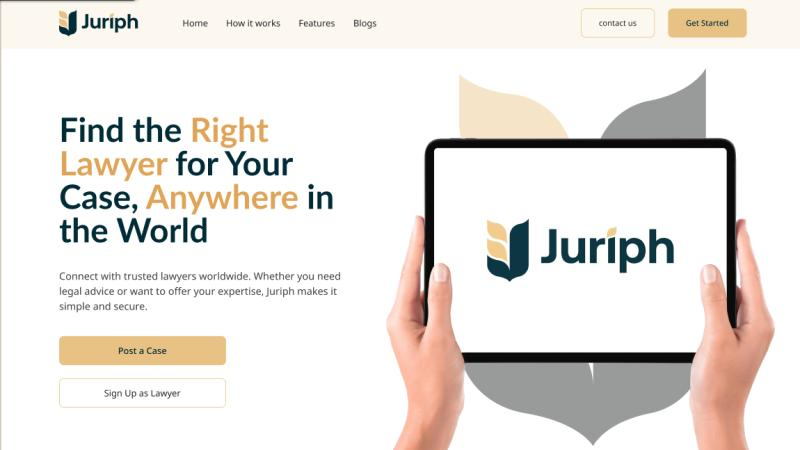 Juriph
Home
How it works
Features
Blogs
contact us
Get Started
Find the Right
Lawyer for Your
Case, Anywhere in
the World
Connect with trusted lawyers worldwide. Whether you need
legal advice or want to offer your expertise, Juriph makes it
simple and secure.
Post a Case
Sign Up as Lawyer
Juriph